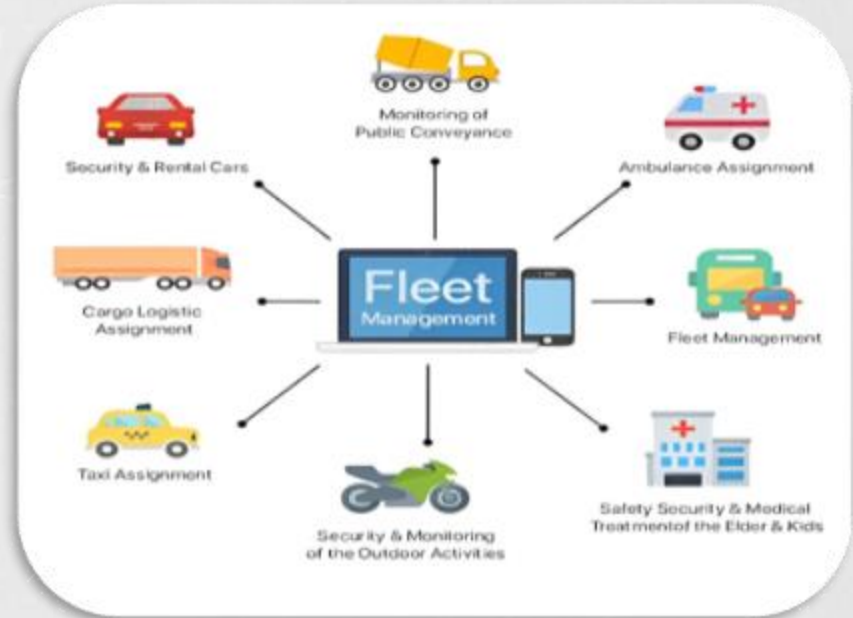 Monitoring of
Public Conveyance
Security & Rental Cars
Ambulance Assignment
Fleet
Management
Cargo Logistic
Assignment
Fleet Management
Taxi Assignment
Security & Monitoring
of the Outdoor Activities
Safety Security & Medical
Treatmentof the Elder & Kids